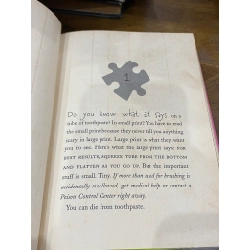 1
Do you know what it says on a
tube of toothpaste? In small print? You have to read
the small print because they never tell you anything
scary in large print. Large print is what they want
you to see. Here's what the large print says: FOR
BEST RESULTS, SQUEEZE TUBE FROM THE BOTTOM
AND FLATTEN AS YOU GO UP. But the important
stuff is small. Tiny. If more than used for brushing is
accidentally swallowed, get medical help or contact a
Poison Control Center right away.
You can die from toothpaste.